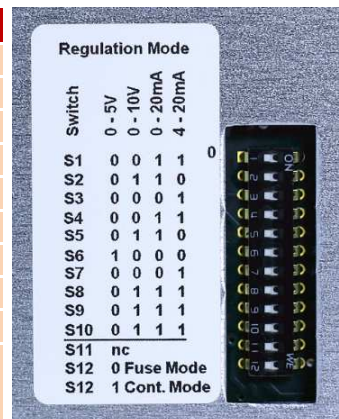 Regulation Mode
Switch 0 - 5V 0 - 10V 0 - 20mA 4 - 20mA
S1 0 0 1 1
S2 0 1 1 0
S3 0 0 0 1
S4 0 0 1 1
S5 0 1 1 0
S6 1 0 0 0
S7 0 0 0 1
S8 0 1 1 1
S9 0 1 1 1
S10 0 1 1 1
S11 nc
S12 0 Fuse Mode
S12 1 Cont. Mode
0
ON
1
2
3
4
5
6
7
8
9
10
11
12
WE